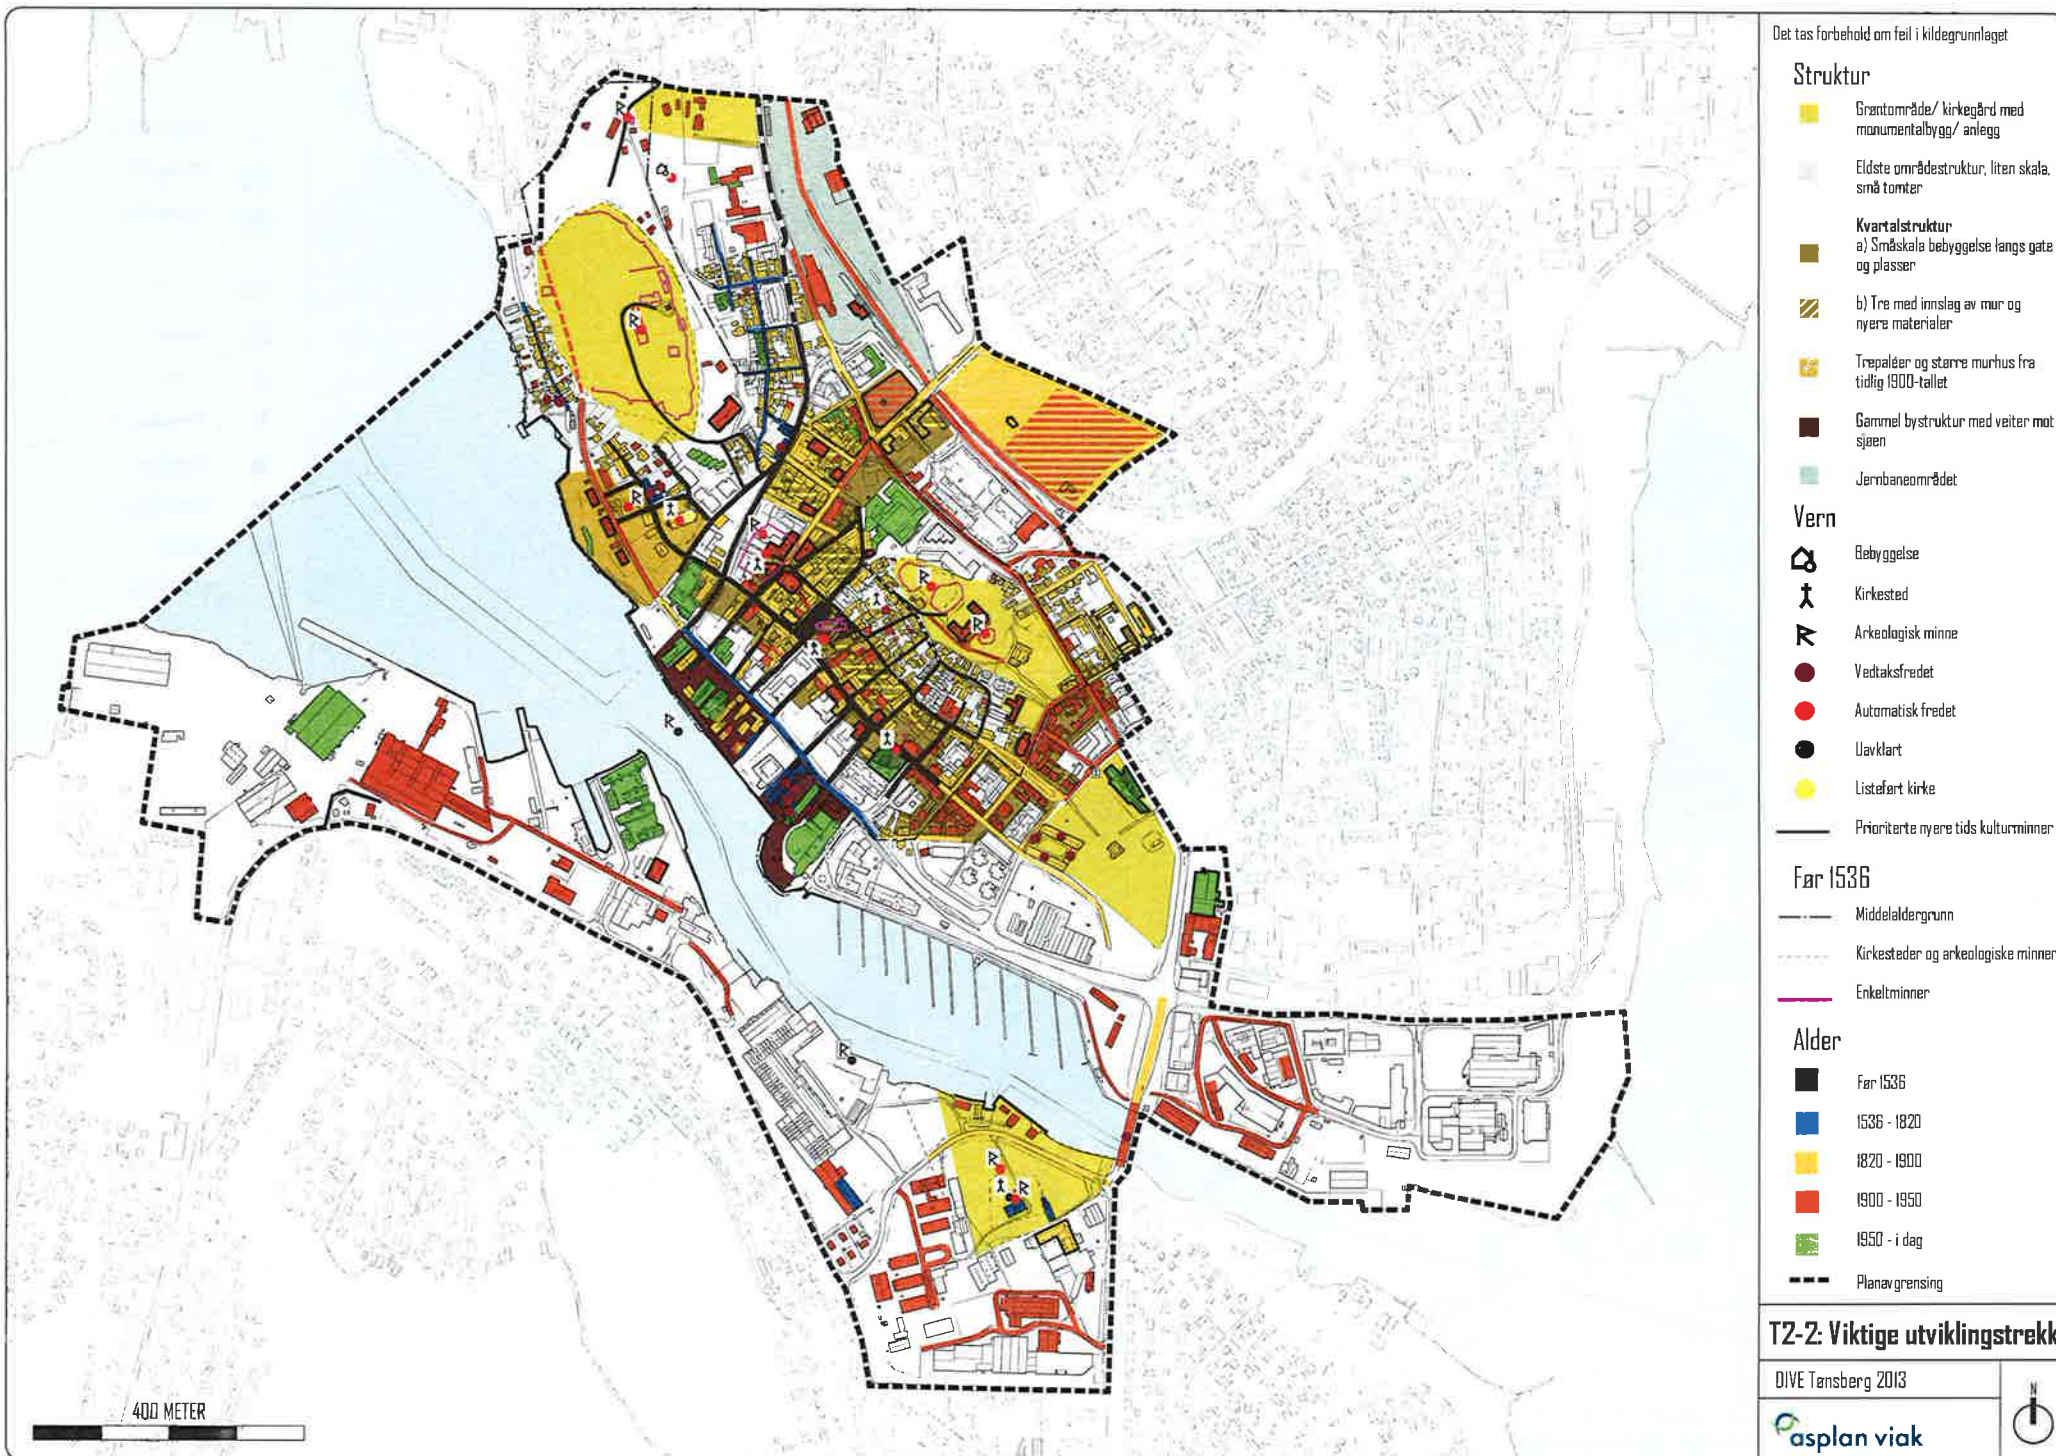 Det tas forbehold om feil i kildegrunnlaget
Struktur
Grøntområde/ kirkegård med
monumentalbygg/ anlegg
Eldste områdestruktur, liten skala,
små tomter
Kvartalstruktur
a) Småskala bebyggelse langs gate
og plasser
b) Tre med innslag av mur og
nyere materialer
Trepaléer og større murhus fra
tidlig 1900-tallet
Gammel bystruktur med veiter mot
sjøen
Jernbaneområdet
Vern
Bebyggelse
Kirkested
R Arkeologisk minne
Vedtaksfredet
Automatisk fredet
Uavklart
Listeført kirke
Prioriterte nyere tids kulturminner
Før 1536
Middelaldergrunn
Kirkesteder og arkeologiske minner
Enkeltminner
Alder
Før 1536
1536 - 1820
1820 - 1900
1900 - 1950
1950 - i dag
Planavgrensing
T2-2: Viktige utviklingstrekk
DIVE Tønsberg 2013
N
asplan viak
400 METER
R
R
R
R
R
R
R
R
R
R